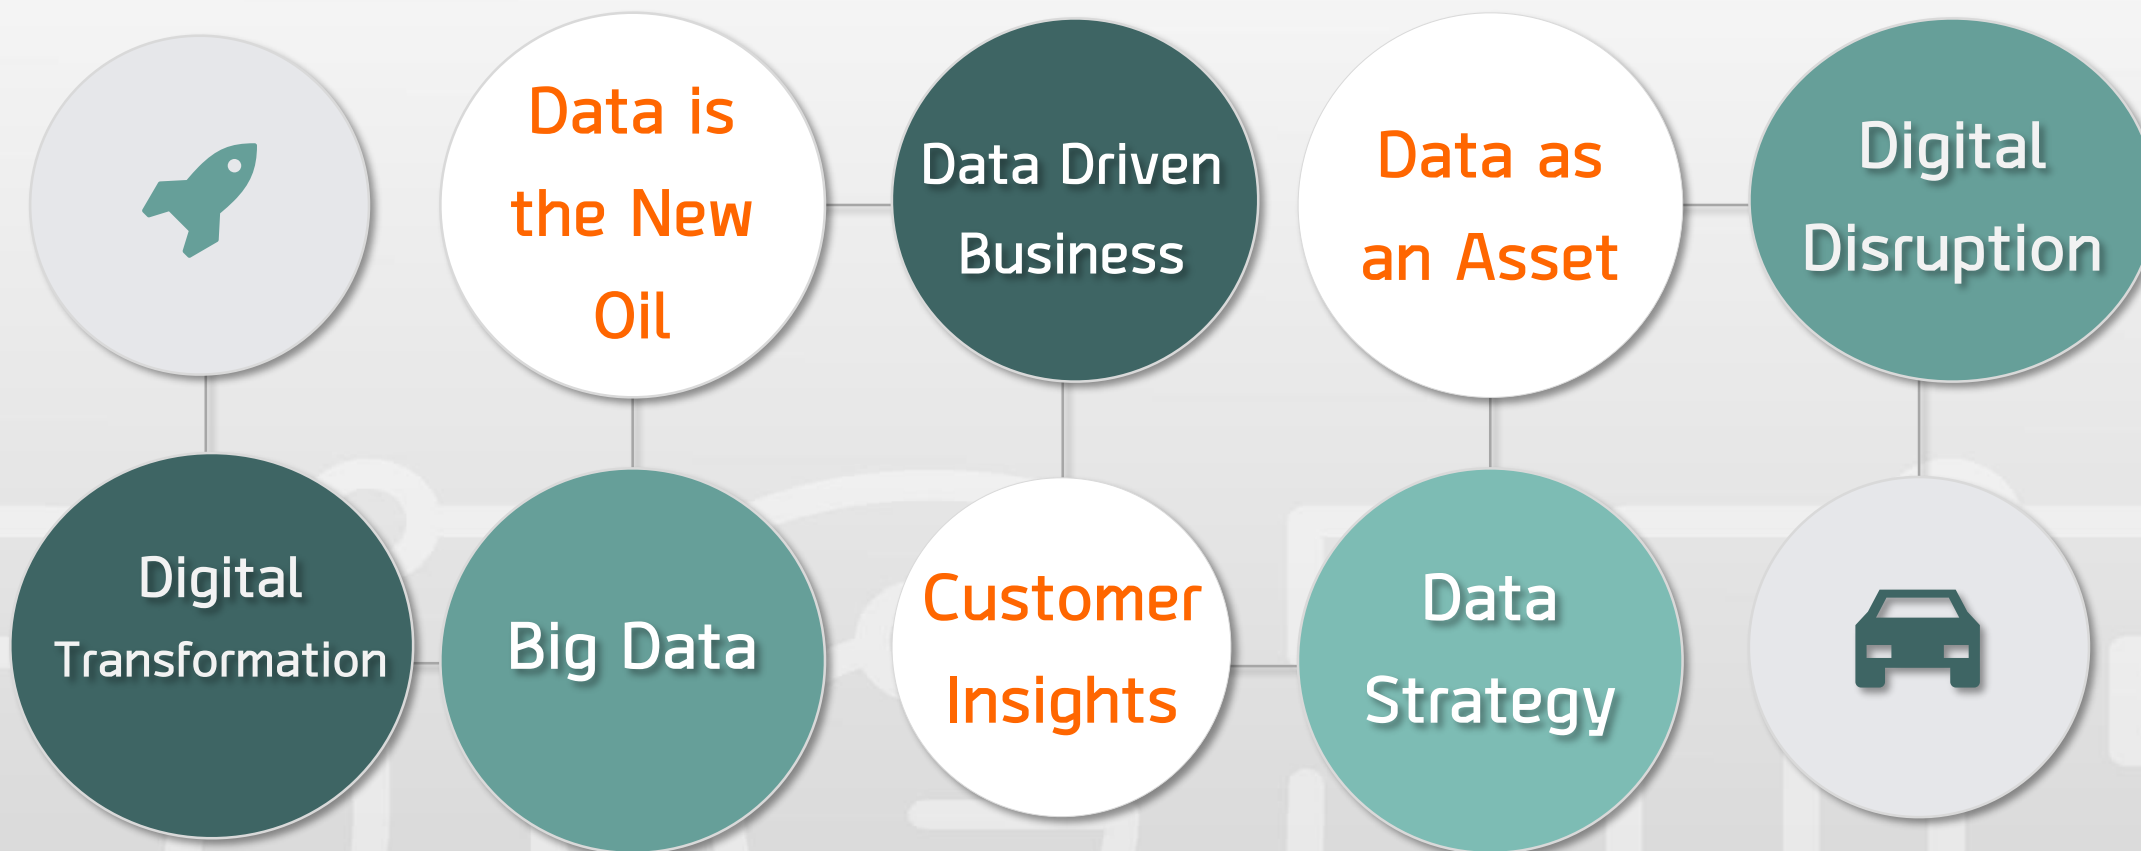 Data is
the New
Oil
Data Driven
Business
Data as
an Asset
Digital
Disruption
Digital
Transformation
Big Data
Customer
Insights
Data
Strategy